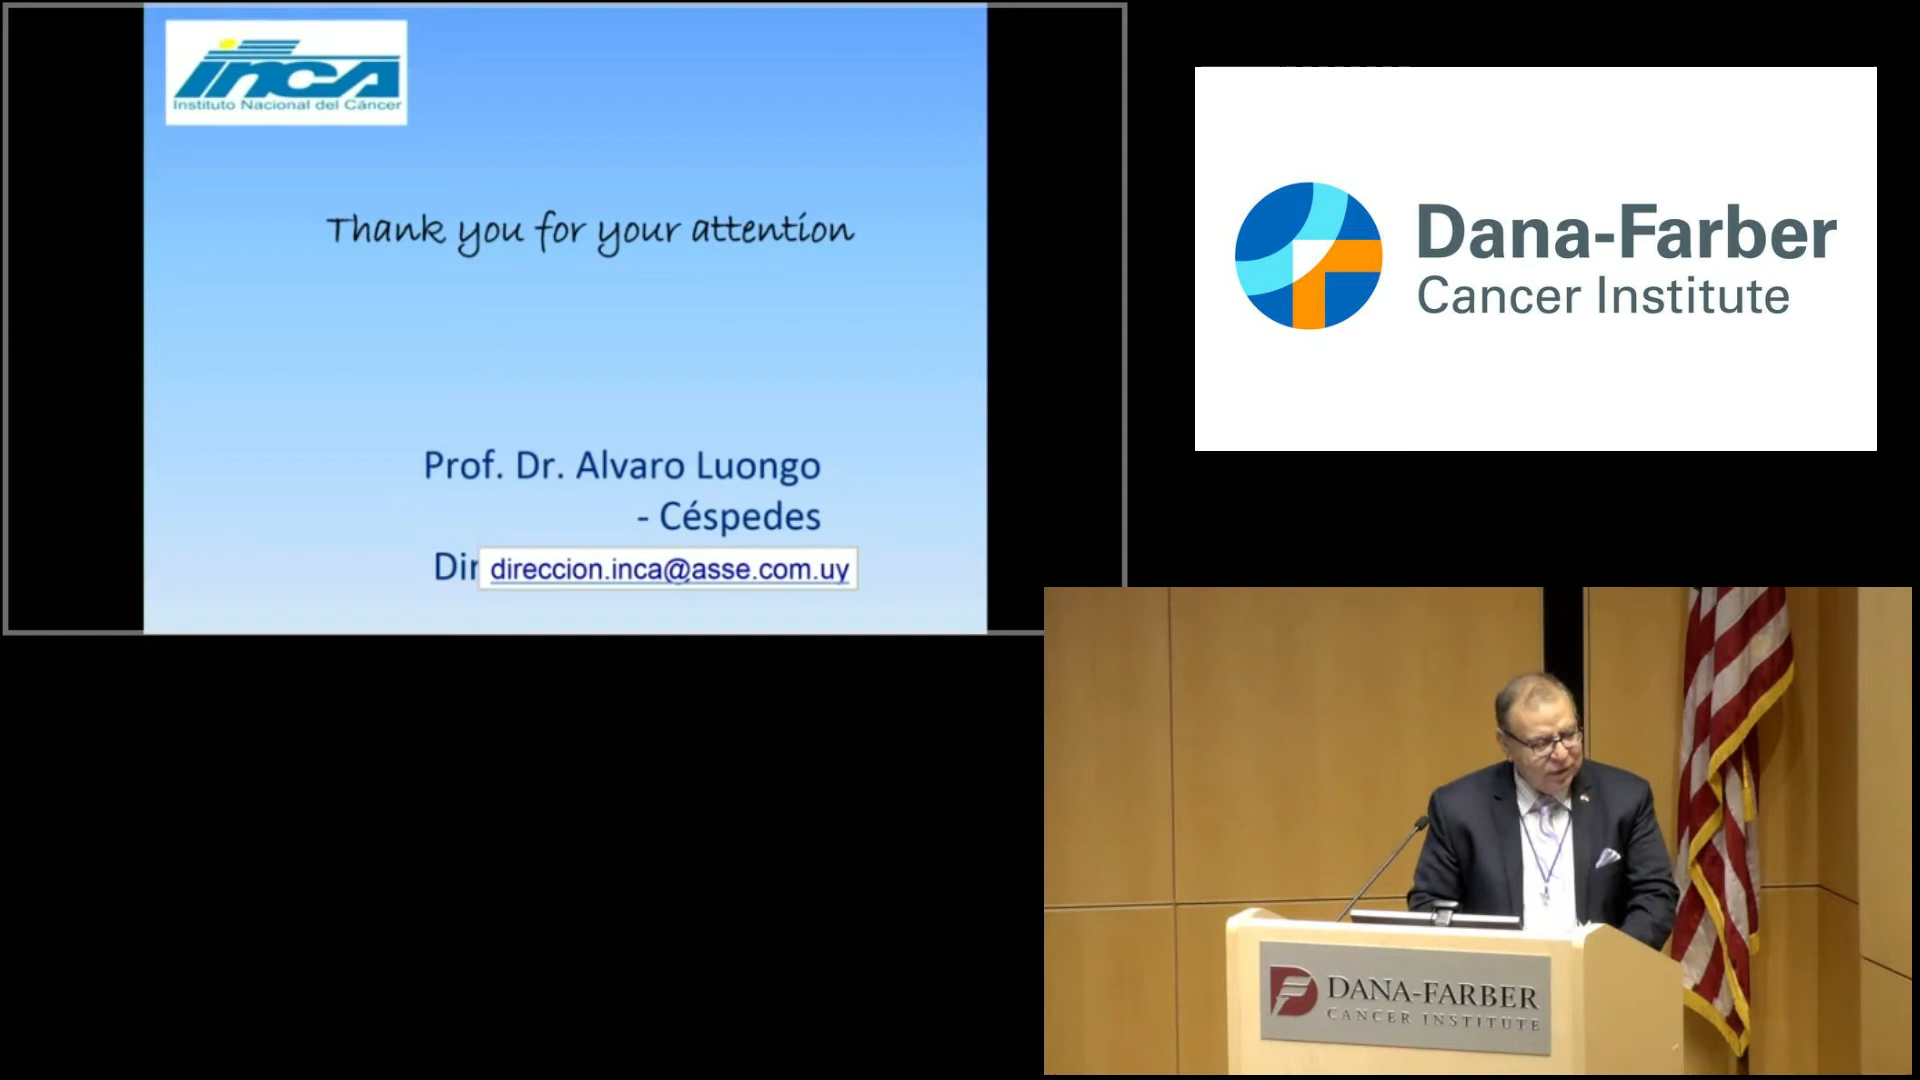 inca
Instituto Nacional del Cáncer
Thank you for your attention
Prof. Dr. Alvaro Luongo
- Céspedes
Dir
direccion.inca@asse.com.uy
Dana-Farber
Cancer Institute
DANA-FARBER
CANCER INSTITUTE